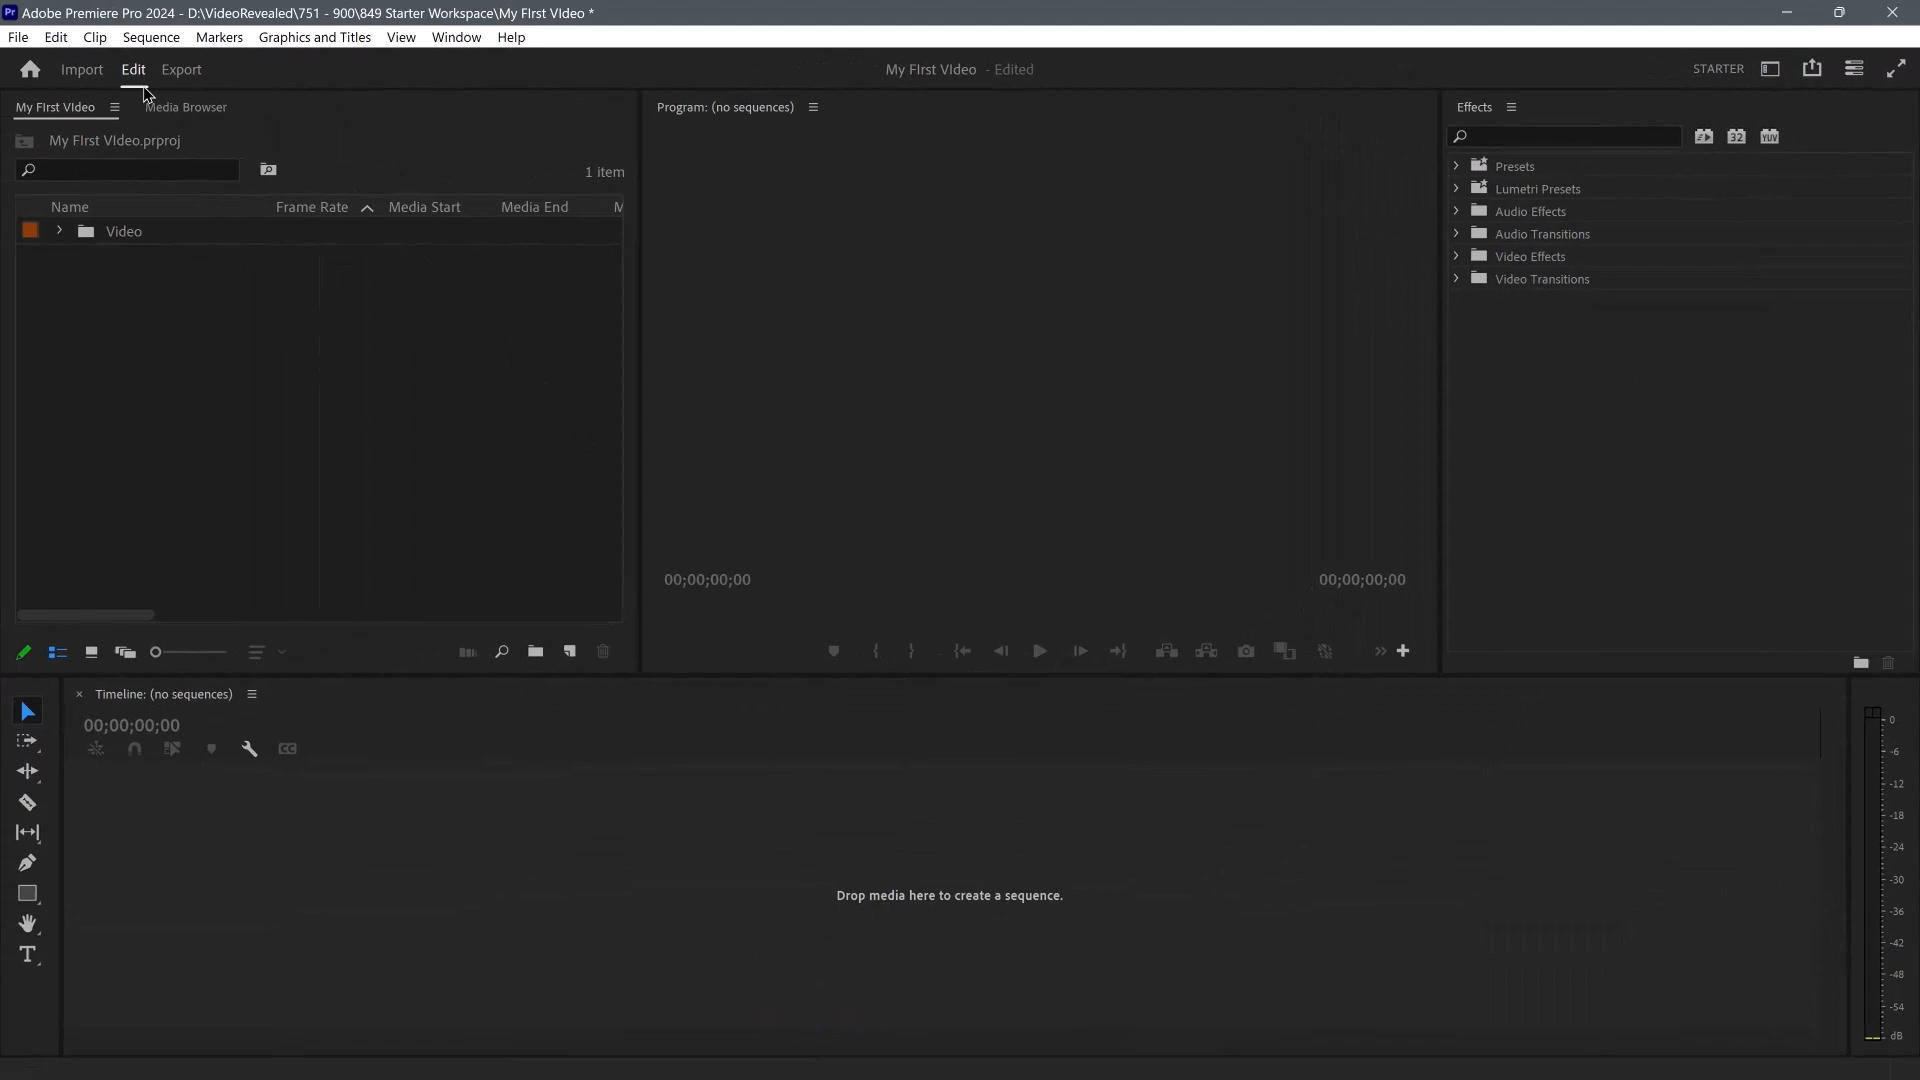 Pr Adobe Premiere Pro 2024 - D:\VideoRevealed\751 - 900\849 Starter Workspace\My FIrst VIdeo *
File Edit Clip Sequence Markers Graphics and Titles View Window Help
Import Edit Export My FIrst VIdeo - Edited STARTER
My FIrst VIdeo Media Browser
Program: (no sequences)
Effects
My FIrst VIdeo.prproj
32 YUV
1 item
Name Frame Rate Media Start Media End M
Video
Presets
Lumetri Presets
Audio Effects
Audio Transitions
Video Effects
Video Transitions
00;00;00;00 00;00;00;00
Timeline: (no sequences)
00;00;00;00
CC
Drop media here to create a sequence.
T
0
-6
-12
-18
-24
-30
-36
-42
-48
-54
dB